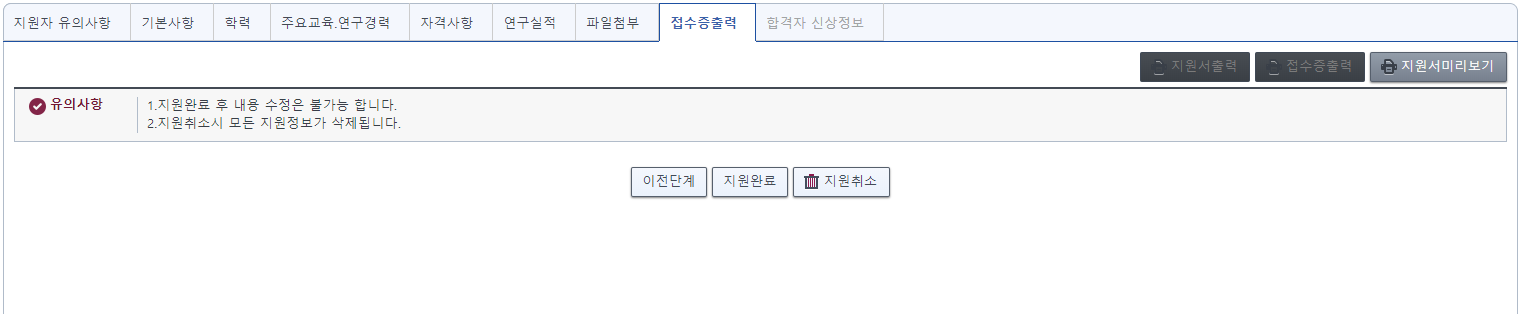 지원자 유의사항 기본사항 학력 주요교육.연구경력 자격사항 연구실적 파일첨부 접수증출력 합격자 신상정보
지원서출력 접수증출력 지원서미리보기
유의사항 1.지원완료 후 내용 수정은 불가능 합니다.
2.지원취소시 모든 지원정보가 삭제됩니다.
이전단계 지원완료 지원취소